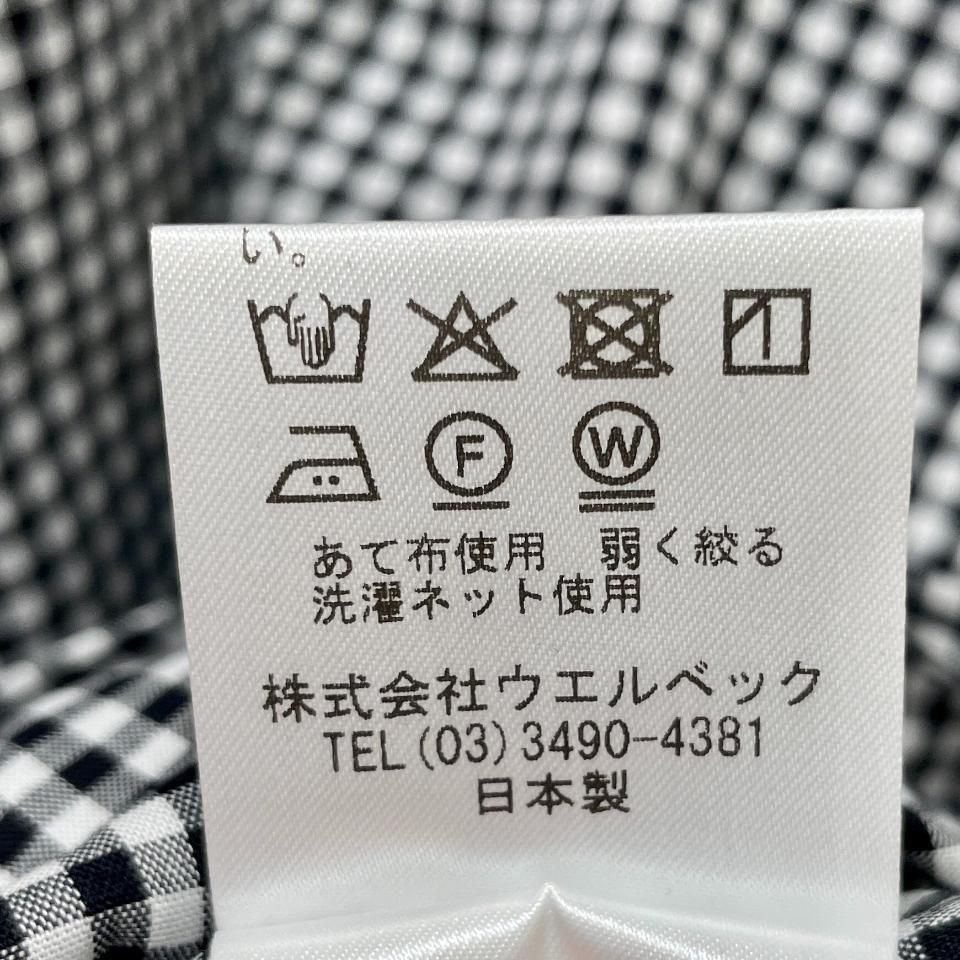 い。
F W
あて布使用　弱く絞る
洗濯ネット使用
株式会社ウエルベック
TEL(03)3490-4381
日本製